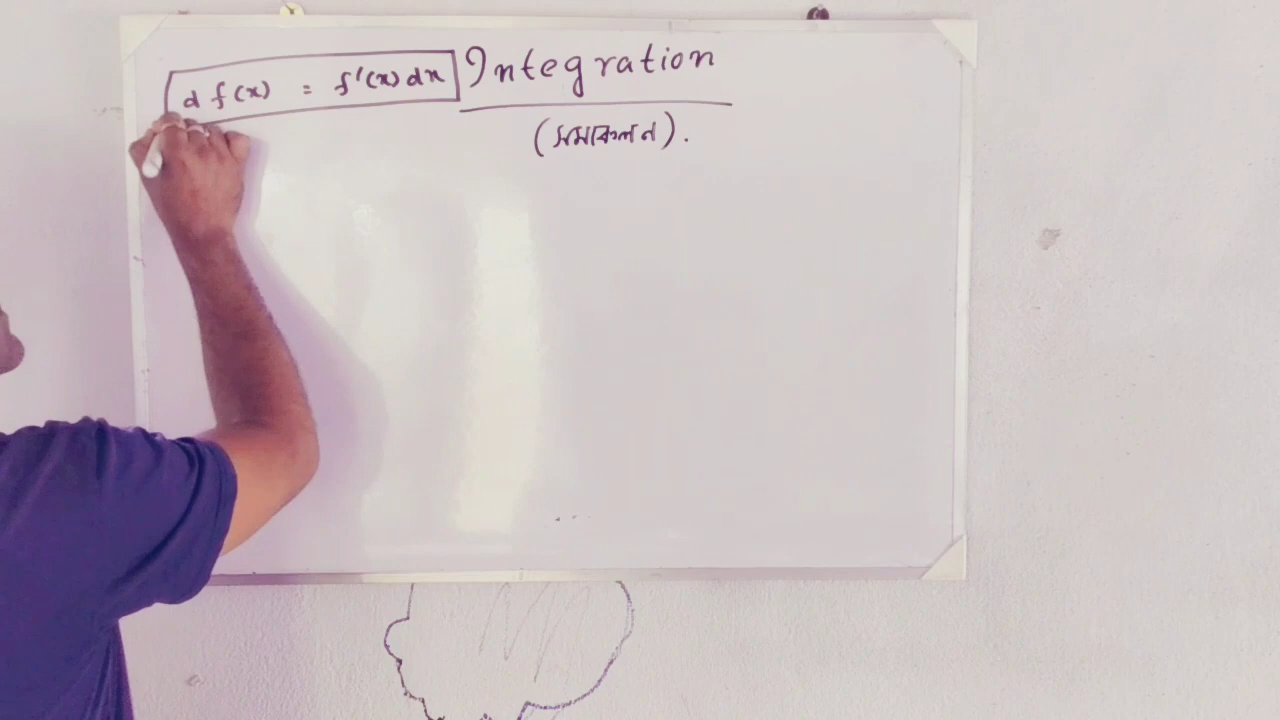 d f(x) = f'(x) dx
Integration
(সমাকলন).